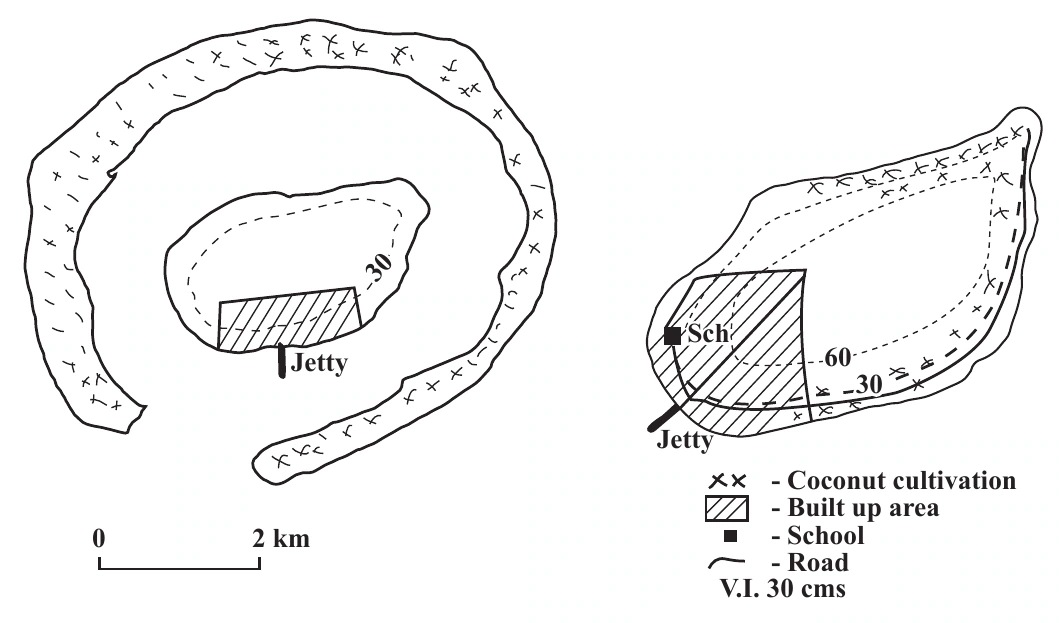 30
Jetty
Sch
60
30
Jetty
- Coconut cultivation
- Built up area
- School
- Road
V.I. 30 cms
0 2 km